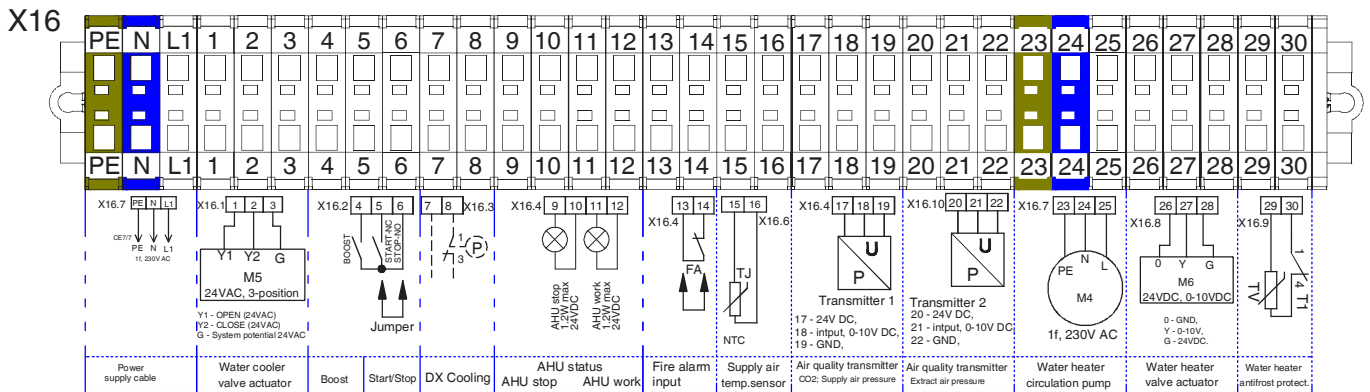 X16
PE N L1 1 2 3 4 5 6 7 8 9 10 11 12 13 14 15 16 17 18 19 20 21 22 23 24 25 26 27 28 29 30
PE N L1 1 2 3 4 5 6 7 8 9 10 11 12 13 14 15 16 17 18 19 20 21 22 23 24 25 26 27 28 29 30
X16.7 PE N L1
CE7/7
PE N L1
1f, 230V AC
Power
supply cable
X16.1 1 2 3
Y1 Y2 G
M5
24VAC, 3-position
Y1 - OPEN (24VAC)
Y2 - CLOSE (24VAC)
G - System potential 24VAC
Water cooler
valve actuator
X16.2 4 5 6
BOOST
START-NC
STOP-NO
Jumper
Boost
Start/Stop
7 8 X16.3
1
3
P
DX Cooling
X16.4 9 10 11 12
AHU stop
1,2W max
24VDC
AHU work
1,2W max
24VDC
AHU status
AHU stop AHU work
13 14
X16.4
FA
Fire alarm
input
15 16
X16.6
TJ
NTC
Supply air
temp.sensor
X16.4 17 18 19
U
P
Transmitter 1
17 - 24V DC,
18 - intput, 0-10V DC,
19 - GND,
Air quality transmitter
CO2; Supply air pressure
X16.10 20 21 22
U
P
Transmitter 2
20 - 24V DC,
21 - intput, 0-10V DC
22 - GND,
Air quality transmitter
Extract air pressure
X16.7 23 24 25
PE N L
M4
1f, 230V AC
Water heater
circulation pump
26 27 28
X16.8
0 Y G
M6
24VDC, 0-10VDC
0 - GND,
Y - 0-10V,
G - 24VDC.
Water heater
valve actuator
29 30
X16.9
1
4
T1
TV
Water heater
antifrost protect.